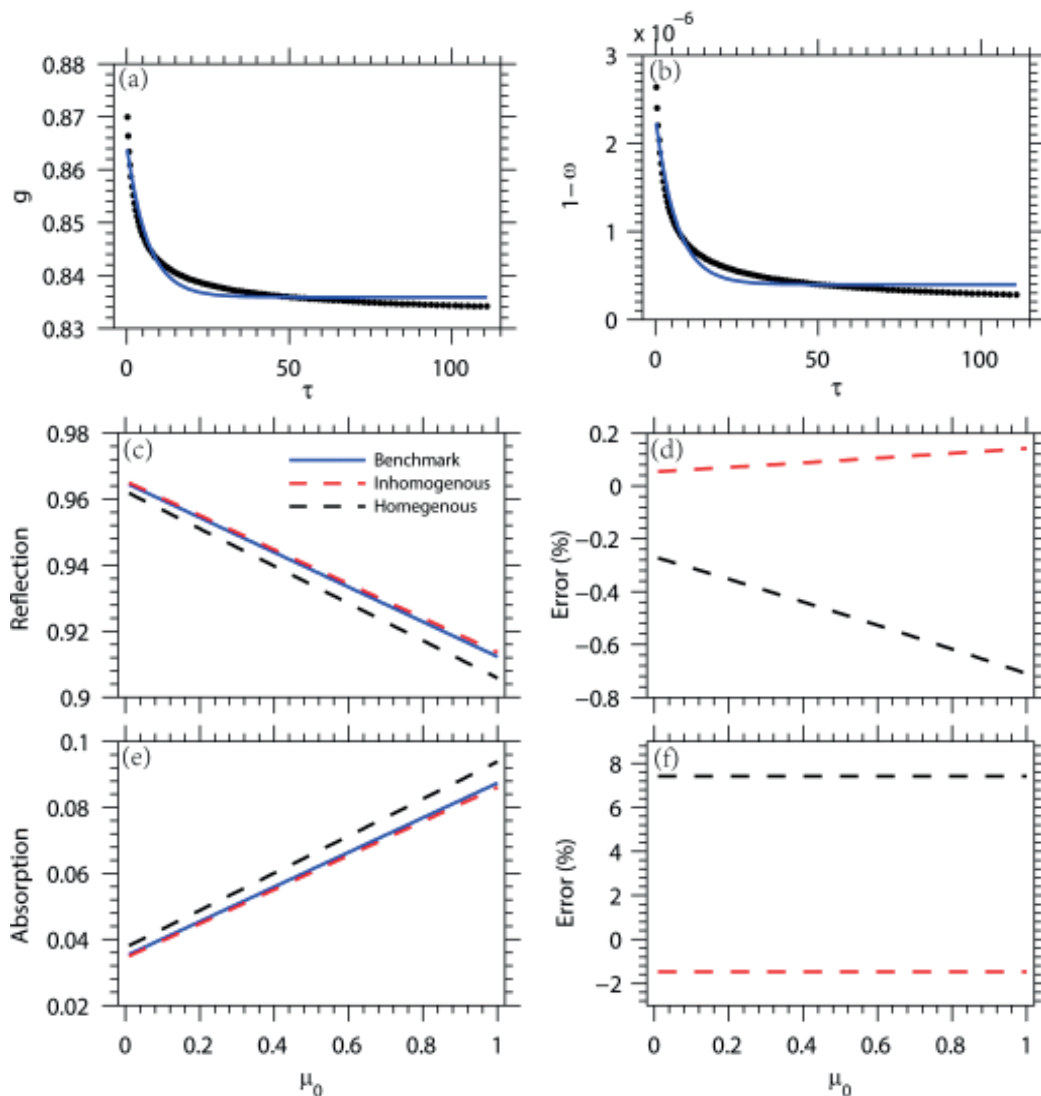 x 10⁻⁶
(a)
0.88
0.87
0.86
0.85
0.84
0.83
g
0
50
100
τ
(b)
3
2
1
0
1−ω
0
50
100
τ
(c)
0.98
0.96
0.94
0.92
0.9
Reflection
Benchmark
Inhomogenous
Homegenous
(d)
0.2
0
−0.2
−0.4
−0.6
−0.8
Error (%)
(e)
0.1
0.08
0.06
0.04
0.02
Absorption
0
0.2
0.4
0.6
0.8
1
μ₀
(f)
8
6
4
2
0
−2
Error (%)
0
0.2
0.4
0.6
0.8
1
μ₀